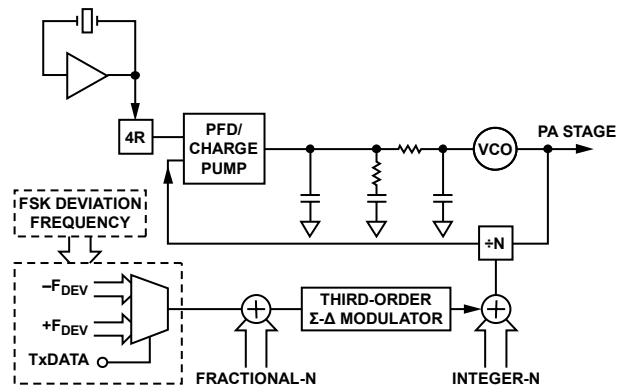 4R
PFD/
CHARGE
PUMP
VCO
PA STAGE
FSK DEVIATION
FREQUENCY
÷N
–FDEV
+FDEV
TxDATA
THIRD-ORDER
Σ-Δ MODULATOR
FRACTIONAL-N
INTEGER-N